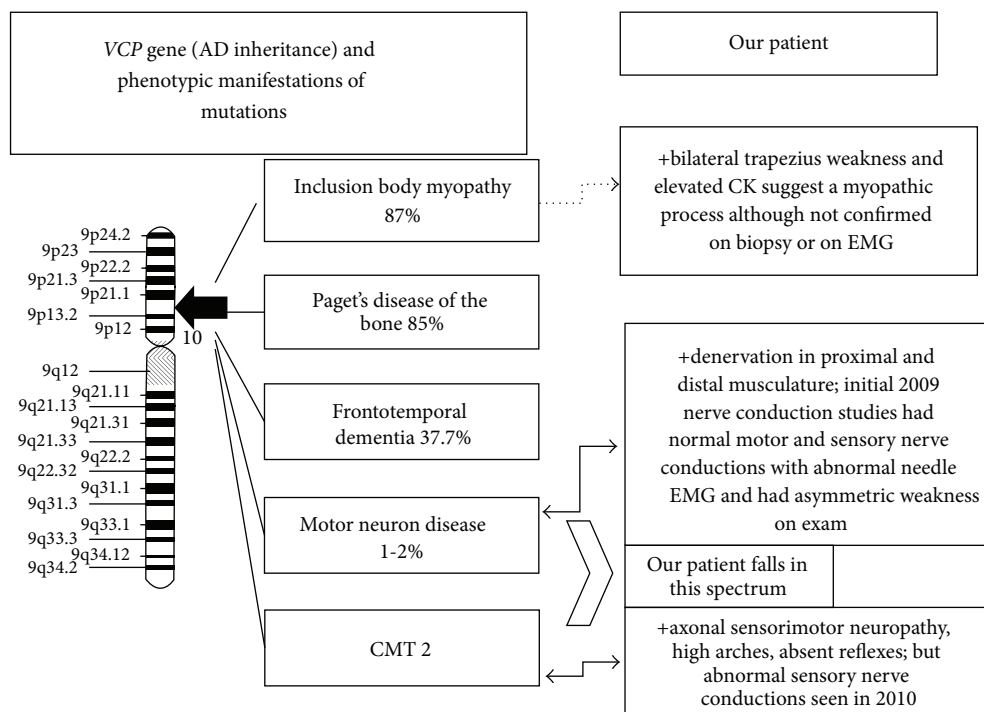 VCP gene (AD inheritance) and
phenotypic manifestations of
mutations
Our patient
Inclusion body myopathy
87%
+bilateral trapezius weakness and
elevated CK suggest a myopathic
process although not confirmed
on biopsy or on EMG
9p24.2
9p23
9p22.2
9p21.3
9p21.1
9p13.2
9p12
10
9q12
9q21.11
9q21.13
9q21.31
9q21.33
9q22.2
9q22.32
9q31.1
9q31.3
9q33.1
9q33.3
9q34.12
9q34.2
Paget's disease of the
bone 85%
Frontotemporal
dementia 37.7%
Motor neuron disease
1-2%
CMT 2
+denervation in proximal and
distal musculature; initial 2009
nerve conduction studies had
normal motor and sensory nerve
conductions with abnormal needle
EMG and had asymmetric weakness
on exam
Our patient falls in
this spectrum
+axonal sensorimotor neuropathy,
high arches, absent reflexes; but
abnormal sensory nerve
conductions seen in 2010